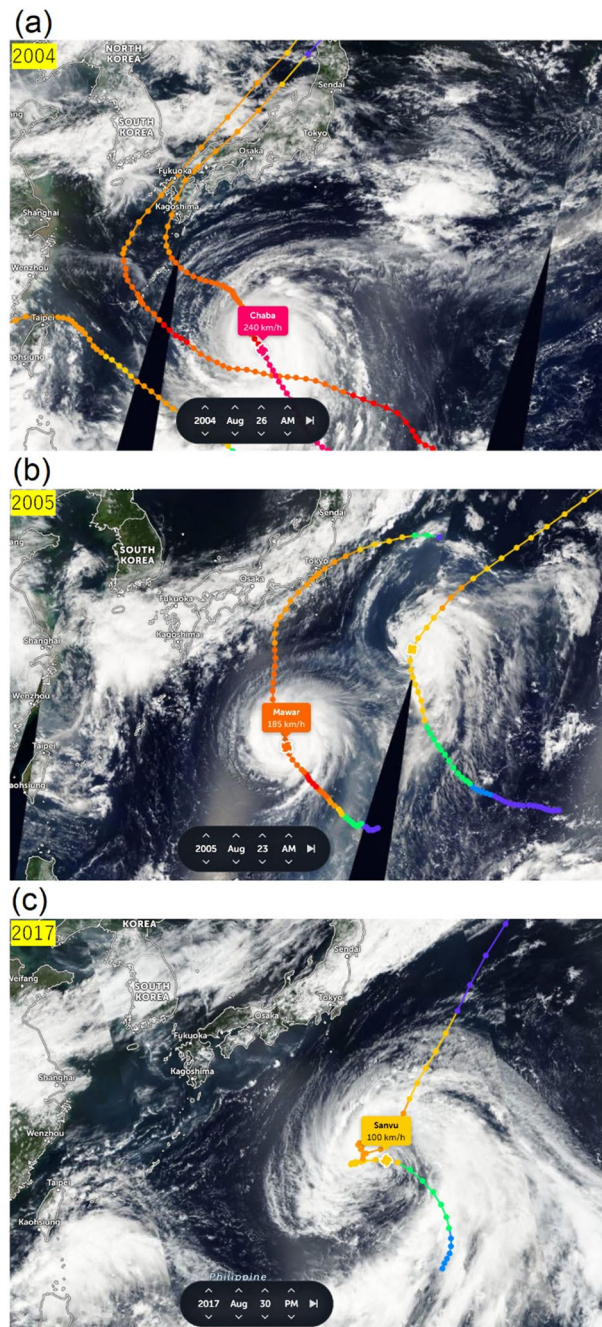 (a)
2004
NORTH
KOREA
SOUTH
KOREA
Sendai
Tokyo
Osaka
Fukuoka
Kagoshima
Shanghai
Wenzhou
Taipei
Chaba
240 km/h
2004 Aug 26 AM
(b)
2005
SOUTH
KOREA
Sendai
Tokyo
Osaka
Fukuoka
Kagoshima
Shanghai
Wenzhou
Taipei
Mawar
185 km/h
2005 Aug 23 AM
(c)
2017
KOREA
SOUTH
KOREA
Sendai
Tokyo
Osaka
Fukuoka
Kagoshima
Shanghai
Wenzhou
Taipei
Kaohsiung
Sanvu
100 km/h
Philippine
2017 Aug 30 PM